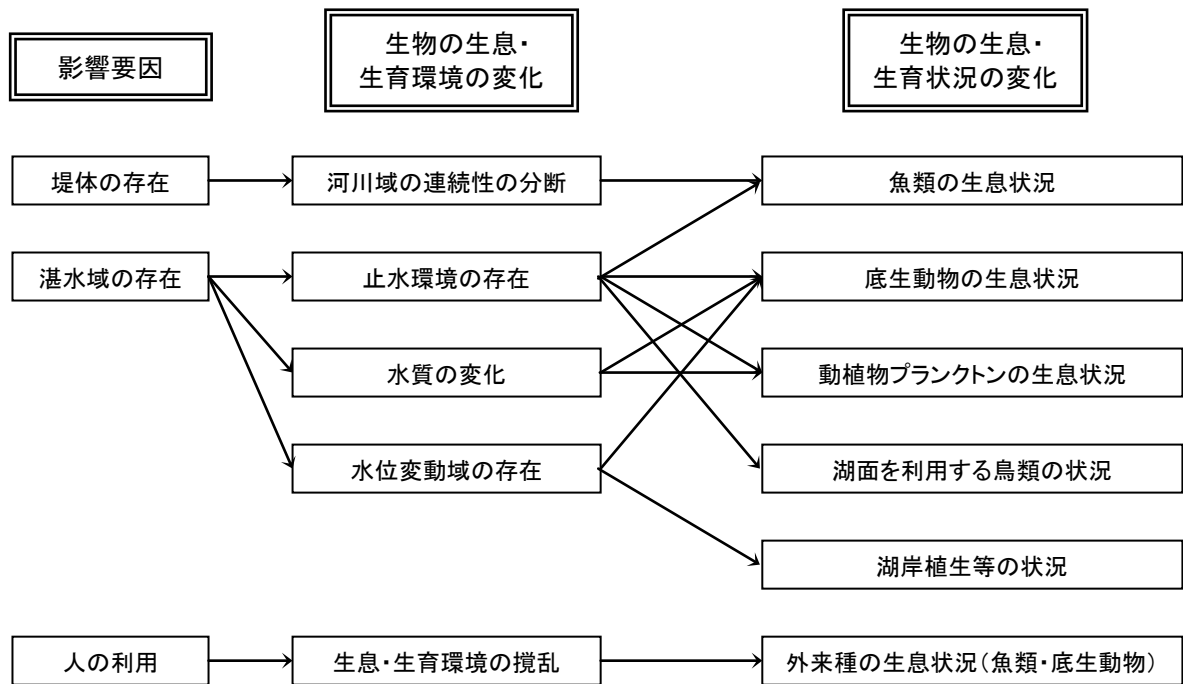 影響要因
生物の生息・
生育環境の変化
生物の生息・
生育状況の変化
堤体の存在
河川域の連続性の分断
魚類の生息状況
湛水域の存在
止水環境の存在
底生動物の生息状況
水質の変化
動植物プランクトンの生息状況
水位変動域の存在
湖面を利用する鳥類の状況
湖岸植生等の状況
人の利用
生息・生育環境の撹乱
外来種の生息状況(魚類・底生動物)